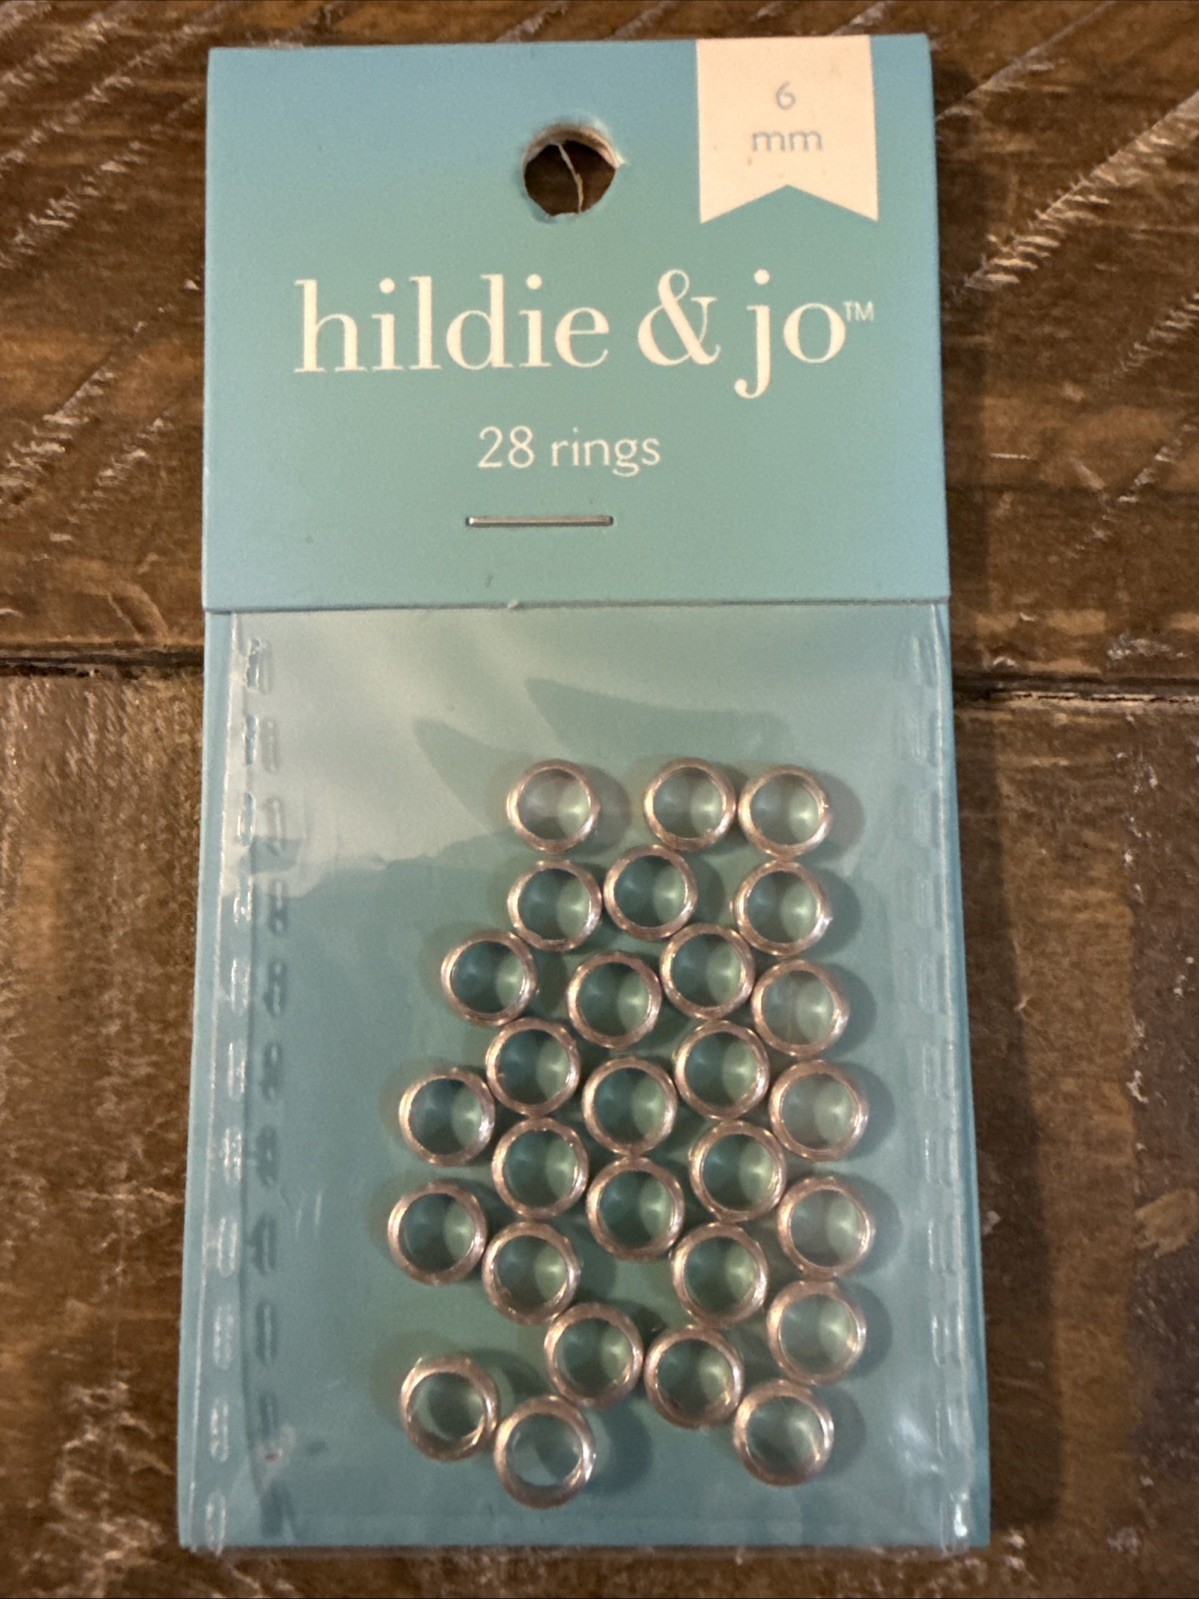 6
mm
hildie & jo™
28 rings